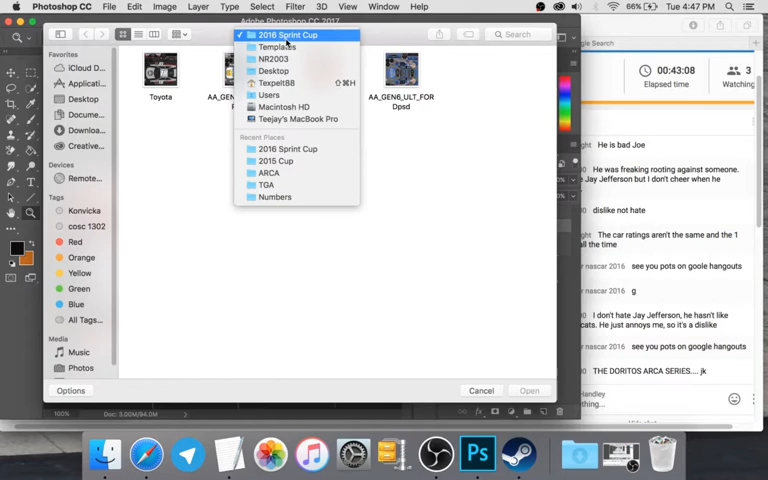 Photoshop CC File Edit Image Layer Type Select Filter 3D View Window Help 66% Tue 4:47 PM
Adobe Photoshop CC 2017
2016 Sprint Cup
Search
Templates
NR2003
Desktop
Texpelt88 ⇧⌘H
Users
Macintosh HD
Teejay's MacBook Pro
Recent Places
2016 Sprint Cup
2015 Cup
ARCA
TGA
Numbers
Favorites
iCloud D...
Applicati...
Desktop
Docume...
Downloa...
Creative...
Devices
Remote...
Tags
Konvicka
cosc 1302
Red
Orange
Yellow
Green
Blue
All Tags...
Media
Music
Photos
Toyota
AA_GEN6_ULT_FOR
Dpsd
Options
Cancel
Open
100% Doc: 3.00M/94.0M
Search
00:43:08
Elapsed time
3
Watching
He is bad Joe
He was freaking rooting against someone.
Jay Jefferson but I don't cheer when he
dislike not hate
The car ratings aren't the same and 1
all the time
nascar 2016 see you pots on goole hangouts
nascar 2016 g
I don't hate Jay Jefferson, he hasn't like
cats. He just annoys me, so it's a dislike
nascar 2016 see you pots on google hangouts
THE DORITOS ARCA SERIES.... jk
Handley
Ps